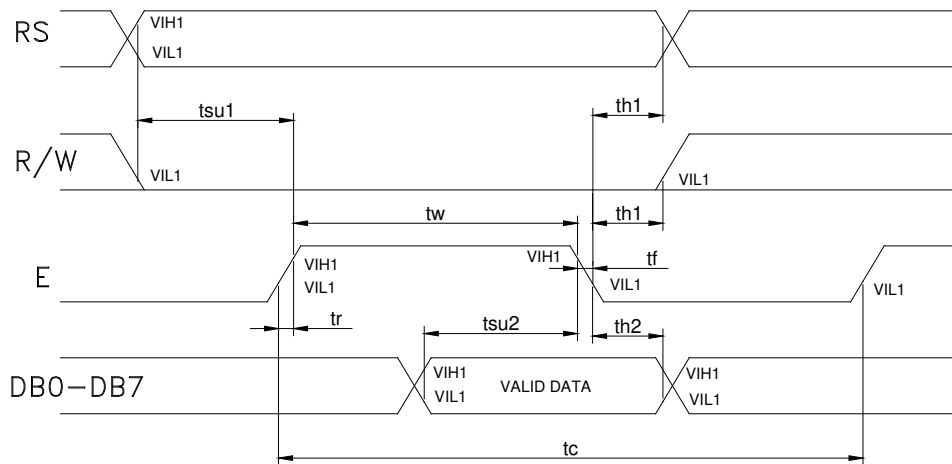 RS
VIH1
VIL1
tsu1
th1
R/W
VIL1
VIL1
tw
th1
E
VIH1
VIL1
VIH1
tf
VIL1
VIL1
tr
tsu2
th2
DB0-DB7
VIH1
VIL1
VALID DATA
VIH1
VIL1
tc